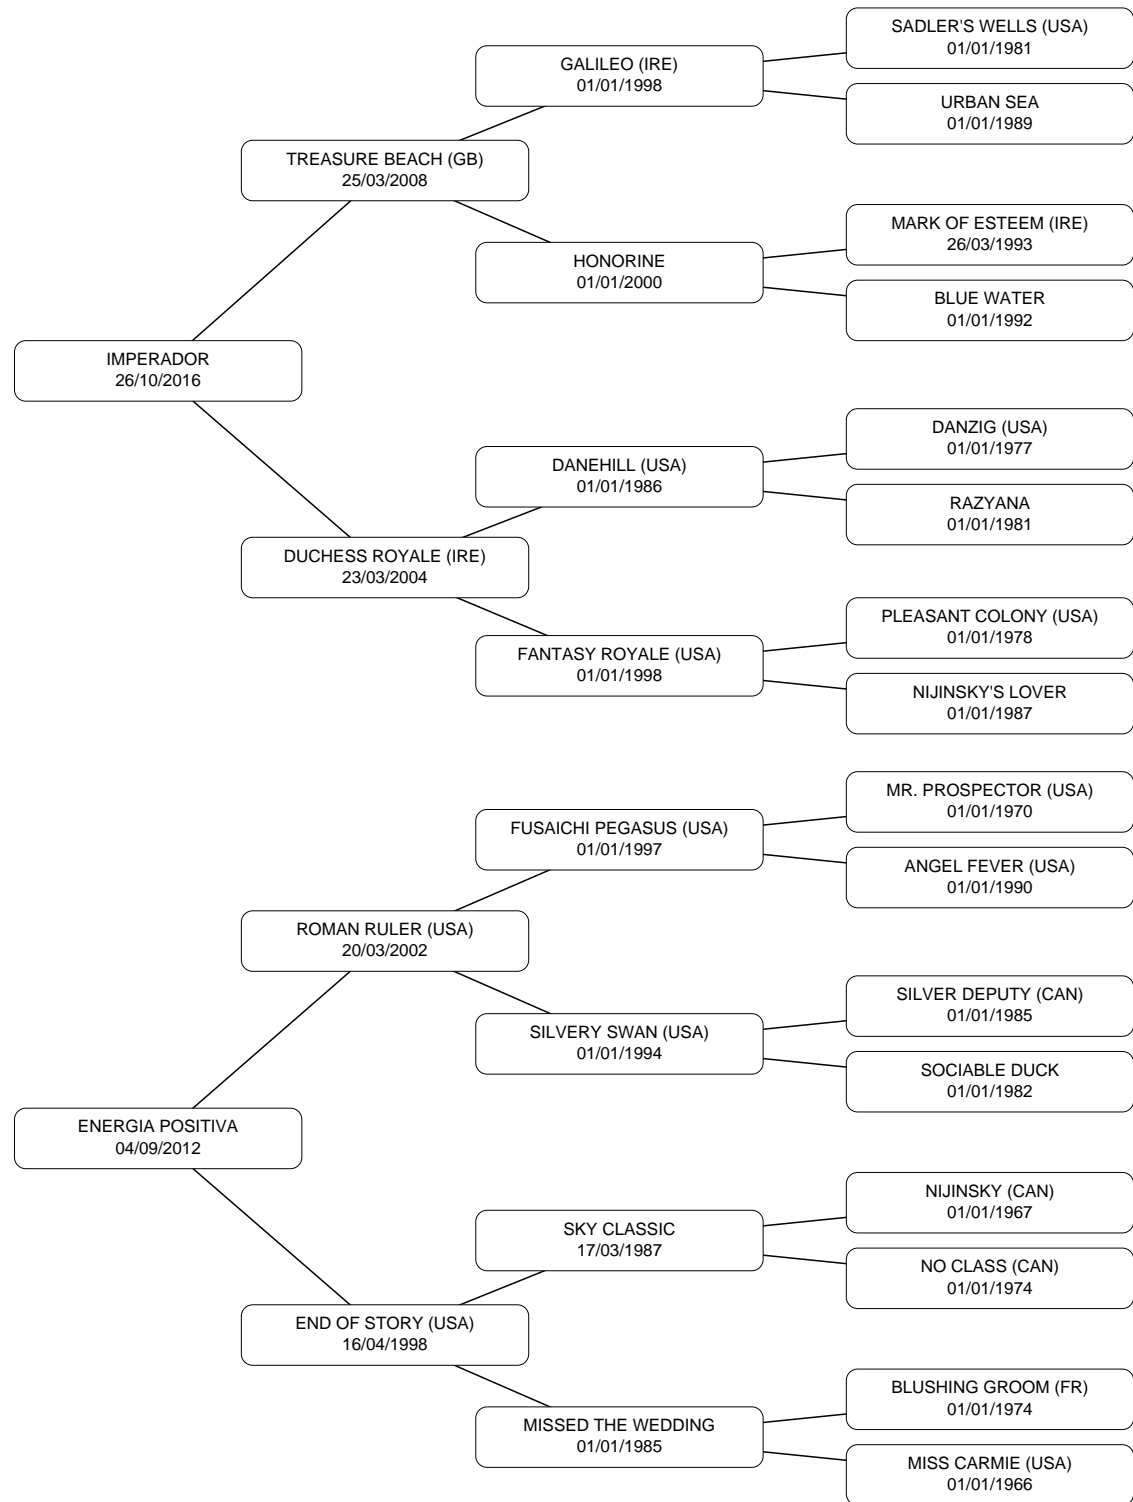 SADLER'S WELLS (USA)
01/01/1981
GALILEO (IRE)
01/01/1998
URBAN SEA
01/01/1989
TREASURE BEACH (GB)
25/03/2008
MARK OF ESTEEM (IRE)
26/03/1993
HONORINE
01/01/2000
BLUE WATER
01/01/1992
IMPERADOR
26/10/2016
DANZIG (USA)
01/01/1977
DANEHILL (USA)
01/01/1986
RAZYANA
01/01/1981
DUCHESS ROYALE (IRE)
23/03/2004
PLEASANT COLONY (USA)
01/01/1978
FANTASY ROYALE (USA)
01/01/1998
NIJINSKY'S LOVER
01/01/1987
MR. PROSPECTOR (USA)
01/01/1970
FUSAICHI PEGASUS (USA)
01/01/1997
ANGEL FEVER (USA)
01/01/1990
ROMAN RULER (USA)
20/03/2002
SILVER DEPUTY (CAN)
01/01/1985
SILVERY SWAN (USA)
01/01/1994
SOCIABLE DUCK
01/01/1982
ENERGIA POSITIVA
04/09/2012
NIJINSKY (CAN)
01/01/1967
SKY CLASSIC
17/03/1987
NO CLASS (CAN)
01/01/1974
END OF STORY (USA)
16/04/1998
BLUSHING GROOM (FR)
01/01/1974
MISSED THE WEDDING
01/01/1985
MISS CARMIE (USA)
01/01/1966